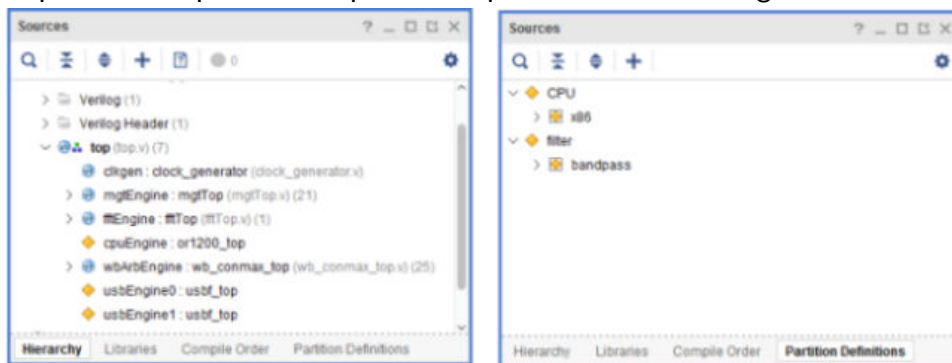 Sources
0
Verilog (1)
Verilog Header (1)
top (top.v) (7)
clkgen : clock_generator (clock_generator.v)
mgtEngine : mgtTop (mgtTop.v) (21)
fftEngine : fftTop (fftTop.v) (1)
cpuEngine : or1200_top
wbArbEngine : wb_conmax_top (wb_conmax_top.v) (25)
usbEngine0 : usbf_top
usbEngine1 : usbf_top
Hierarchy Libraries Compile Order Partition Definitions
Sources
CPU
x86
filter
bandpass
Hierarchy Libraries Compile Order Partition Definitions